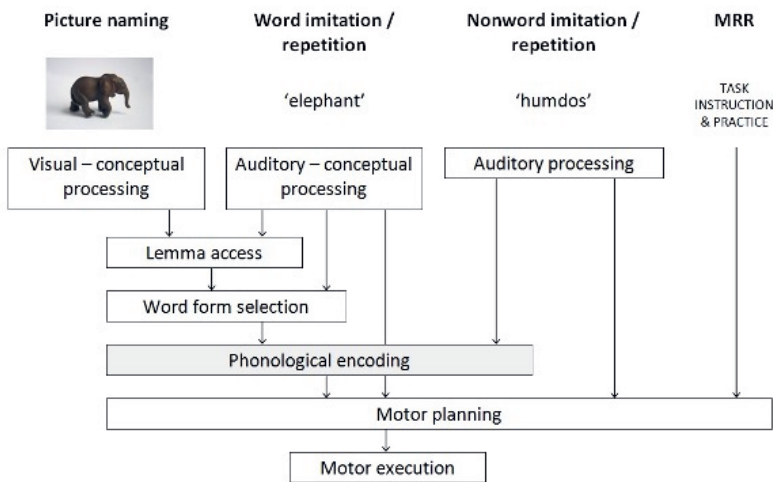 Picture naming
Word imitation /
repetition
Nonword imitation /
repetition
MRR
‘elephant’
‘humdos’
TASK
INSTRUCTION
& PRACTICE
Visual – conceptual
processing
Auditory – conceptual
processing
Auditory processing
Lemma access
Word form selection
Phonological encoding
Motor planning
Motor execution